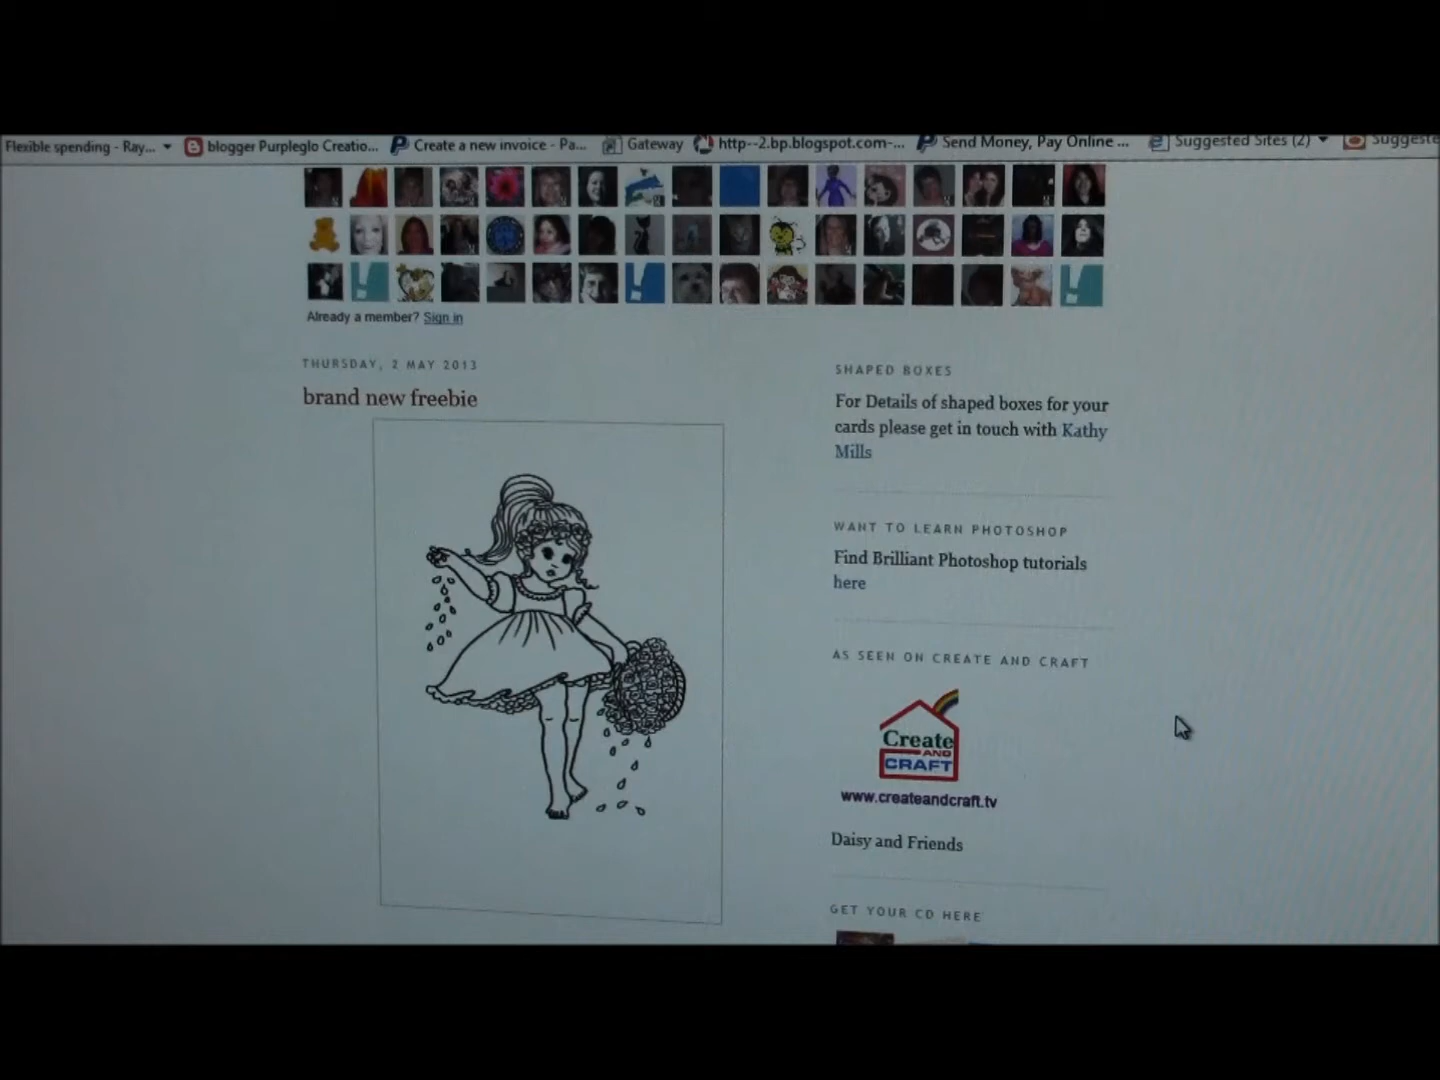 Flexible spending - Ray...
blogger Purpleglo Creatio...
Create a new invoice - Pa...
Gateway
http--2.bp.blogspot.com-...
Send Money, Pay Online ...
Suggested Sites (2)
Suggeste
Already a member? Sign in
THURSDAY, 2 MAY 2013
brand new freebie
SHAPED BOXES
For Details of shaped boxes for your
cards please get in touch with Kathy
Mills
WANT TO LEARN PHOTOSHOP
Find Brilliant Photoshop tutorials
here
AS SEEN ON CREATE AND CRAFT
Create
AND
CRAFT
www.createandcraft.tv
Daisy and Friends
GET YOUR CD HERE